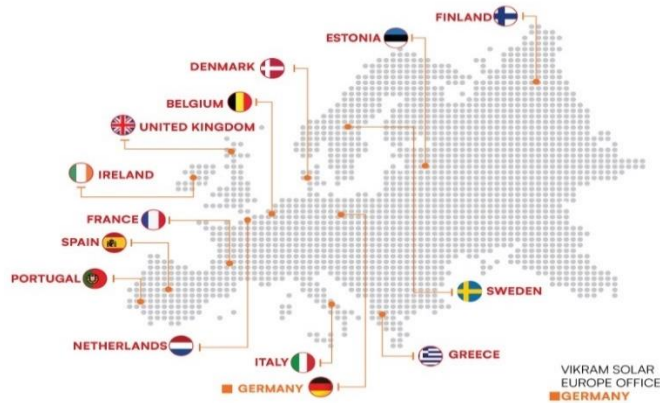 FINLAND
ESTONIA
DENMARK
BELGIUM
UNITED KINGDOM
IRELAND
FRANCE
SPAIN
PORTUGAL
SWEDEN
NETHERLANDS
ITALY
GREECE
GERMANY
VIKRAM SOLAR
EUROPE OFFICE
GERMANY